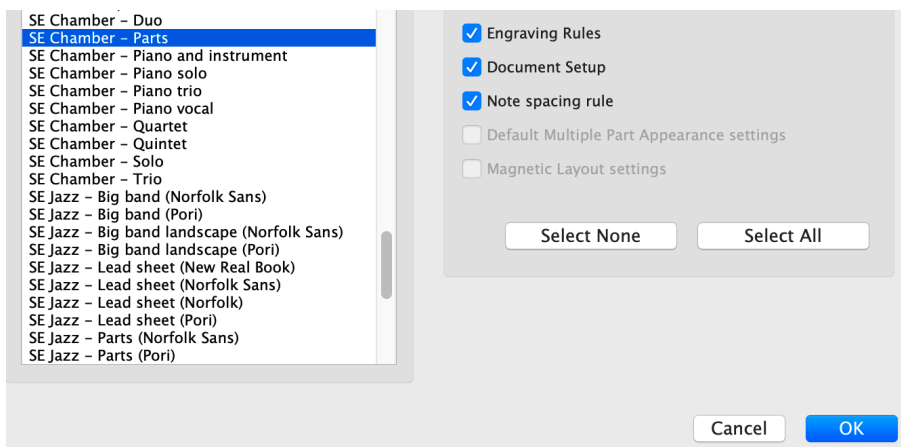 SE Chamber – Duo
SE Chamber – Parts
SE Chamber – Piano and instrument
SE Chamber – Piano solo
SE Chamber – Piano trio
SE Chamber – Piano vocal
SE Chamber – Quartet
SE Chamber – Quintet
SE Chamber – Solo
SE Chamber – Trio
SE Jazz – Big band (Norfolk Sans)
SE Jazz – Big band (Pori)
SE Jazz – Big band landscape (Norfolk Sans)
SE Jazz – Big band landscape (Pori)
SE Jazz – Lead sheet (New Real Book)
SE Jazz – Lead sheet (Norfolk Sans)
SE Jazz – Lead sheet (Norfolk)
SE Jazz – Lead sheet (Pori)
SE Jazz – Parts (Norfolk Sans)
SE Jazz – Parts (Pori)
Engraving Rules
Document Setup
Note spacing rule
Default Multiple Part Appearance settings
Magnetic Layout settings
Select None
Select All
Cancel
OK